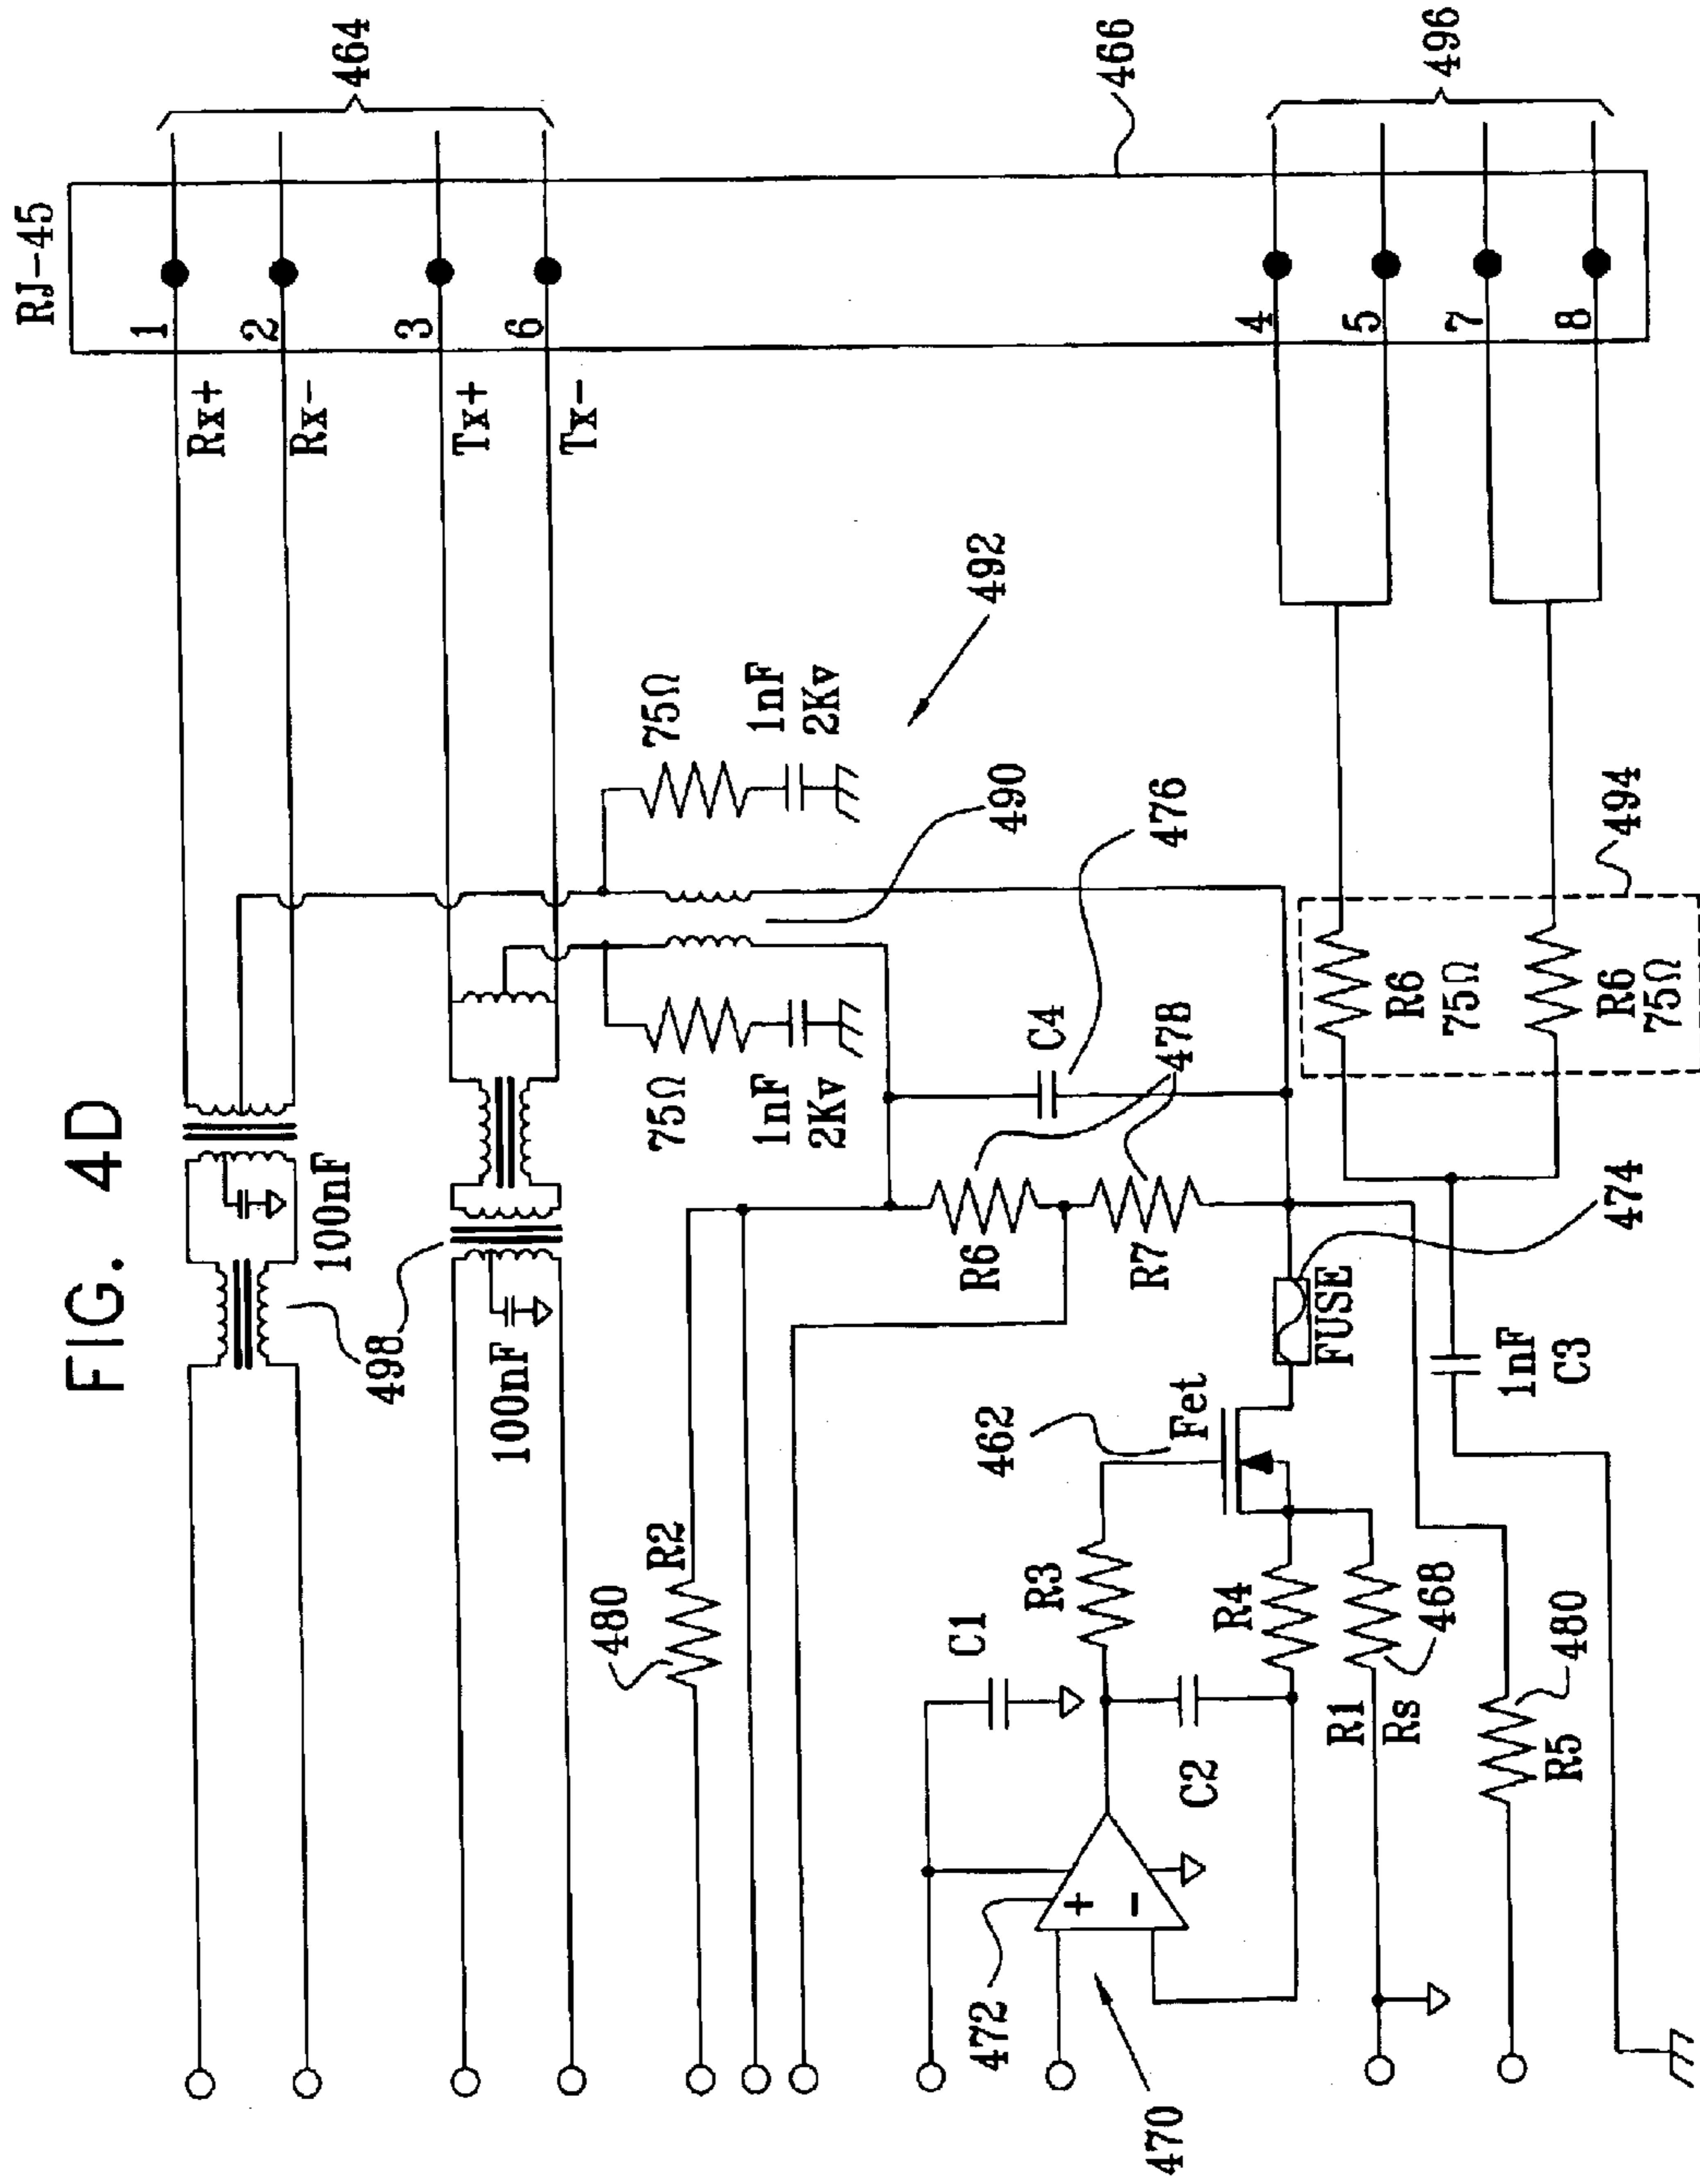 FIG. 4D
RJ-45
464
1
Rx+
2
Rx-
3
Tx+
6
Tx-
466
4
5
7
8
496
498
100nF
100nF
75Ω
1nF
2Kv
75Ω
1nF
2Kv
492
490
476
C4
478
R6
R7
480
R2
494
R6
75Ω
R6
75Ω
474
FUSE
462
Fet
1nF
C3
R3
C1
R4
C2
468
R1
Rs
480
R5
472
+
-
470